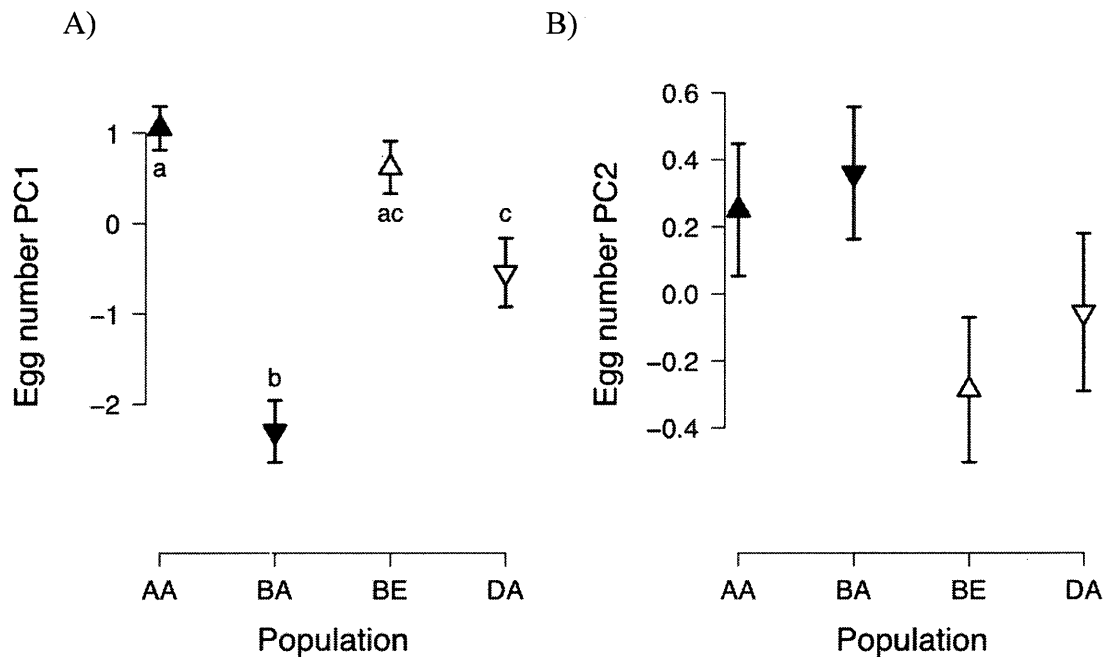 A)
Egg number PC1
1
0
−1
−2
a
b
ac
c
AA BA BE DA
Population
B)
Egg number PC2
0.6
0.4
0.2
0.0
−0.2
−0.4
AA BA BE DA
Population